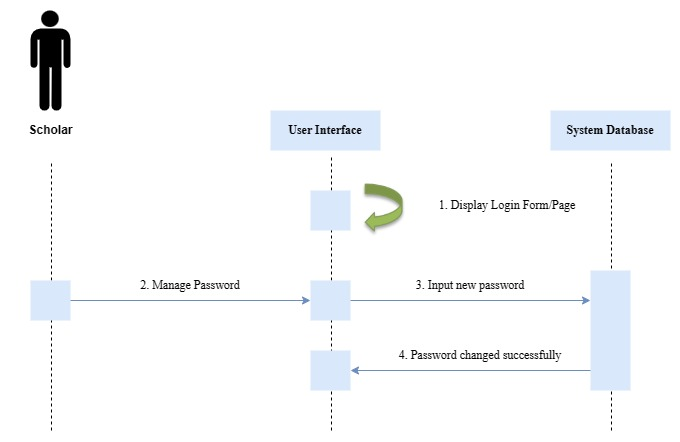 Scholar
User Interface
System Database
1. Display Login Form/Page
2. Manage Password
3. Input new password
4. Password changed successfully